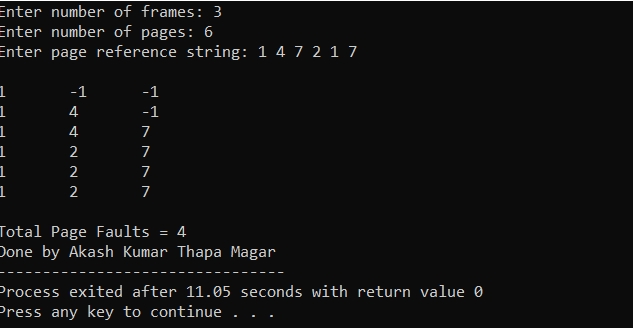 Enter number of frames: 3
Enter number of pages: 6
Enter page reference string: 1 4 7 2 1 7
1 -1 -1
1 4 -1
1 4 7
1 2 7
1 2 7
1 2 7
Total Page Faults = 4
Done by Akash Kumar Thapa Magar
--------------------------------
Process exited after 11.05 seconds with return value 0
Press any key to continue . . .